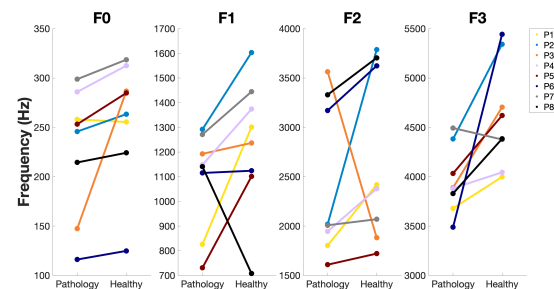 F0 F1 F2 F3
Frequency (Hz)
350
300
250
200
150
100
Pathology Healthy
1700
1600
1500
1400
1300
1200
1100
1000
900
800
700
Pathology Healthy
4000
3500
3000
2500
2000
1500
Pathology Healthy
5500
5000
4500
4000
3500
3000
Pathology Healthy
P1
P2
P3
P4
P5
P6
P7
P8